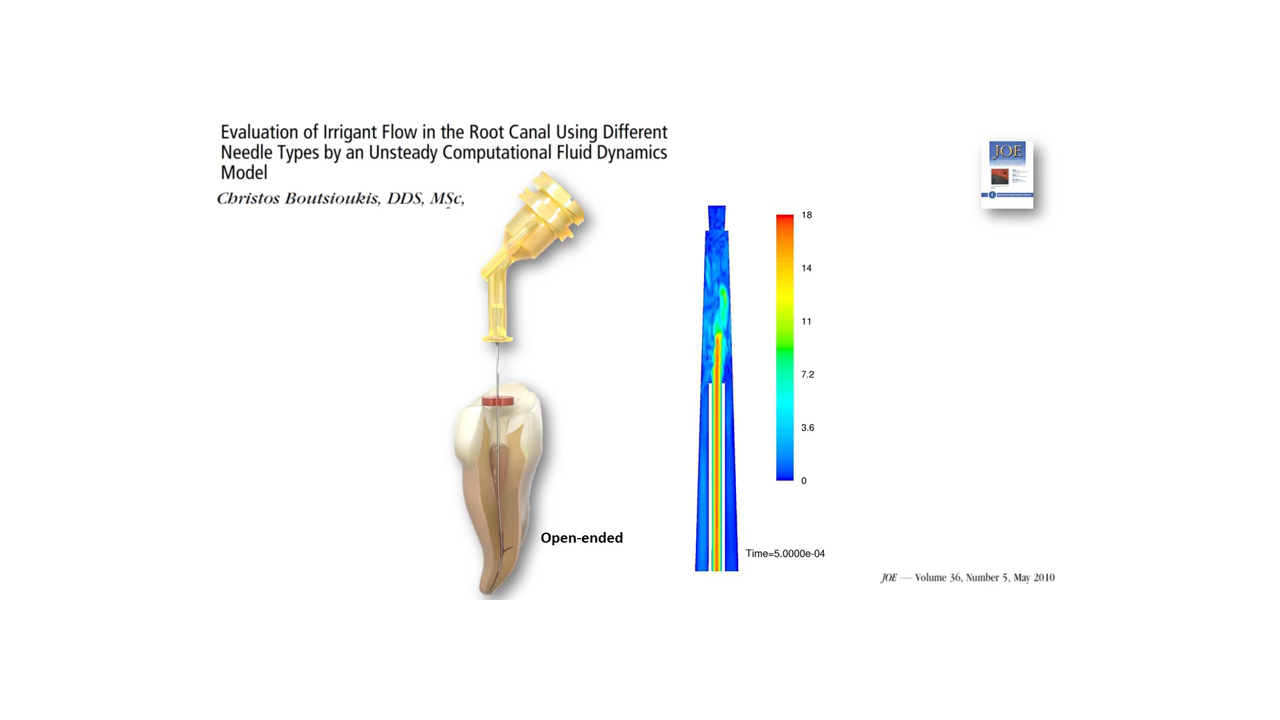 Evaluation of Irrigant Flow in the Root Canal Using Different
Needle Types by an Unsteady Computational Fluid Dynamics
Model
Christos Boutsioukis, DDS, MSc,
JOE
18
14
11
7.2
3.6
0
Open-ended
Time=5.0000e-04
JOE — Volume 36, Number 5, May 2010